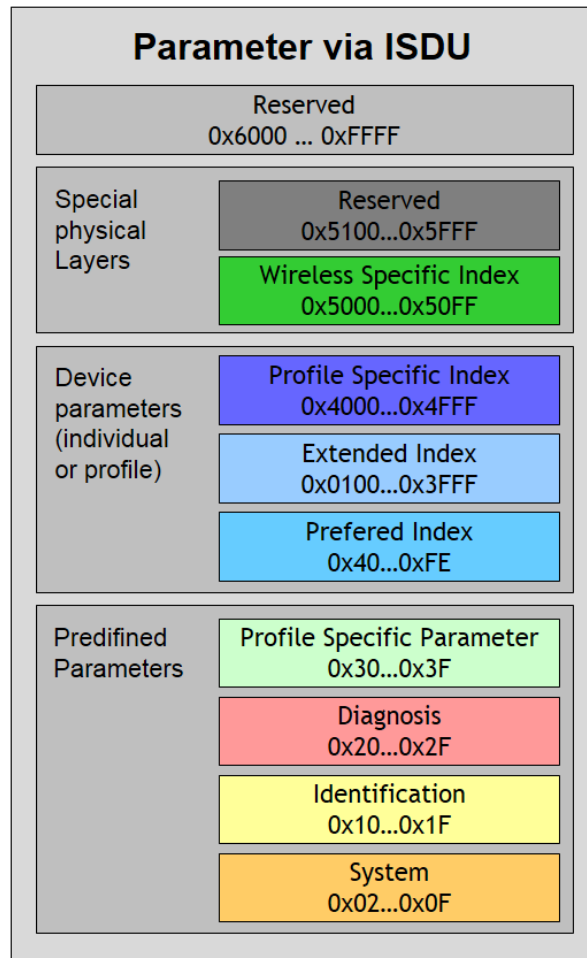 Parameter via ISDU
Reserved
0x6000 ... 0xFFFF
Special
physical
Layers
Reserved
0x5100...0x5FFF
Wireless Specific Index
0x5000...0x50FF
Device
parameters
(individual
or profile)
Profile Specific Index
0x4000...0x4FFF
Extended Index
0x0100...0x3FFF
Prefered Index
0x40...0xFE
Predifined
Parameters
Profile Specific Parameter
0x30...0x3F
Diagnosis
0x20...0x2F
Identification
0x10...0x1F
System
0x02...0x0F